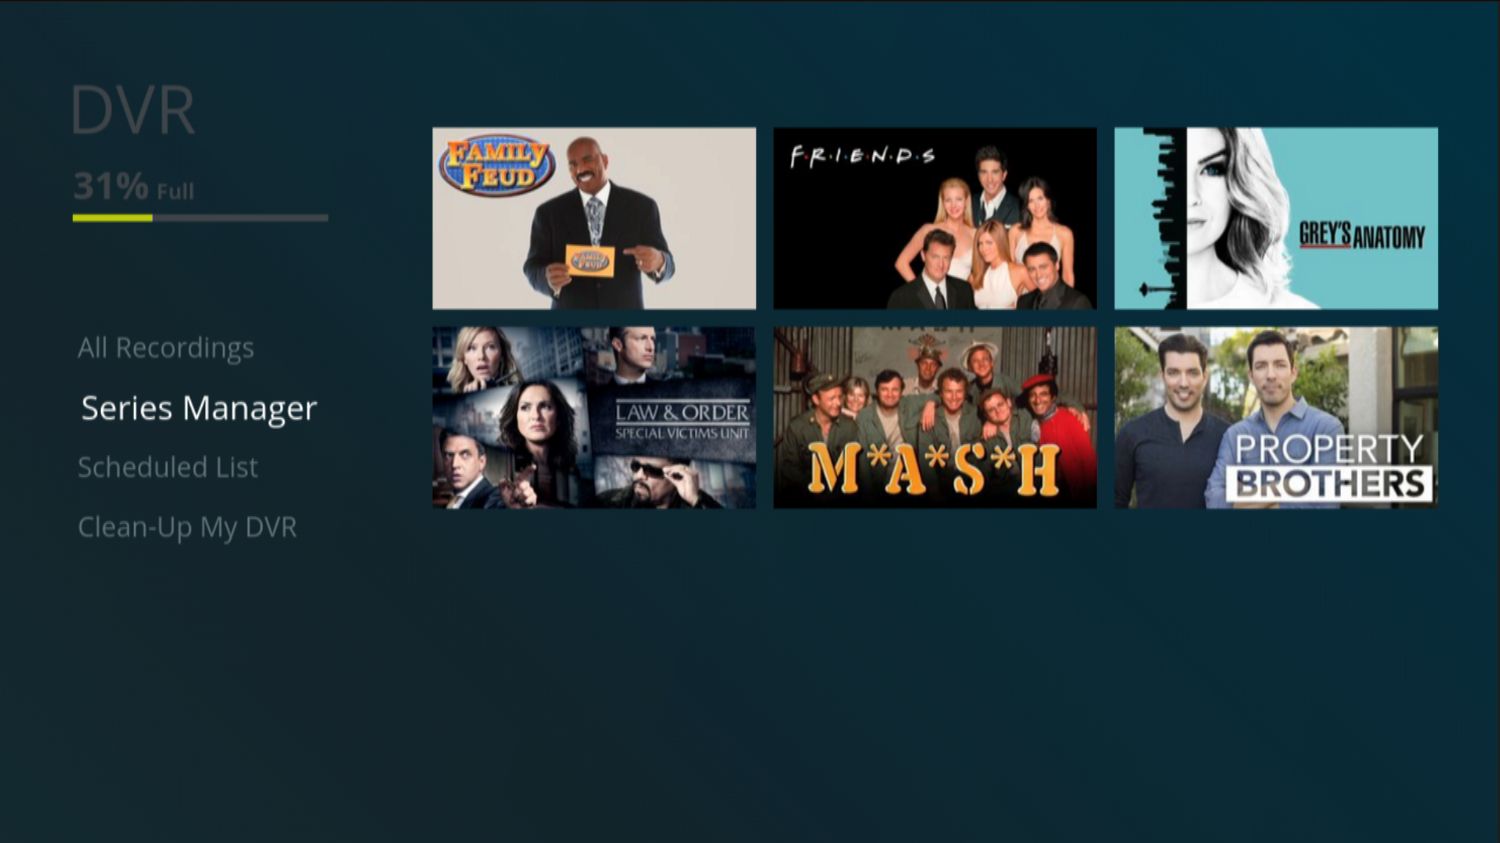 DVR
31% Full
All Recordings
Series Manager
Scheduled List
Clean-Up My DVR
FAMILY
FEUD
FAMILY
FEUD
F·R·I·E·N·D·S
GREY'S ANATOMY
LAW & ORDER
SPECIAL VICTIMS UNIT
M*A*S*H
PROPERTY
BROTHERS